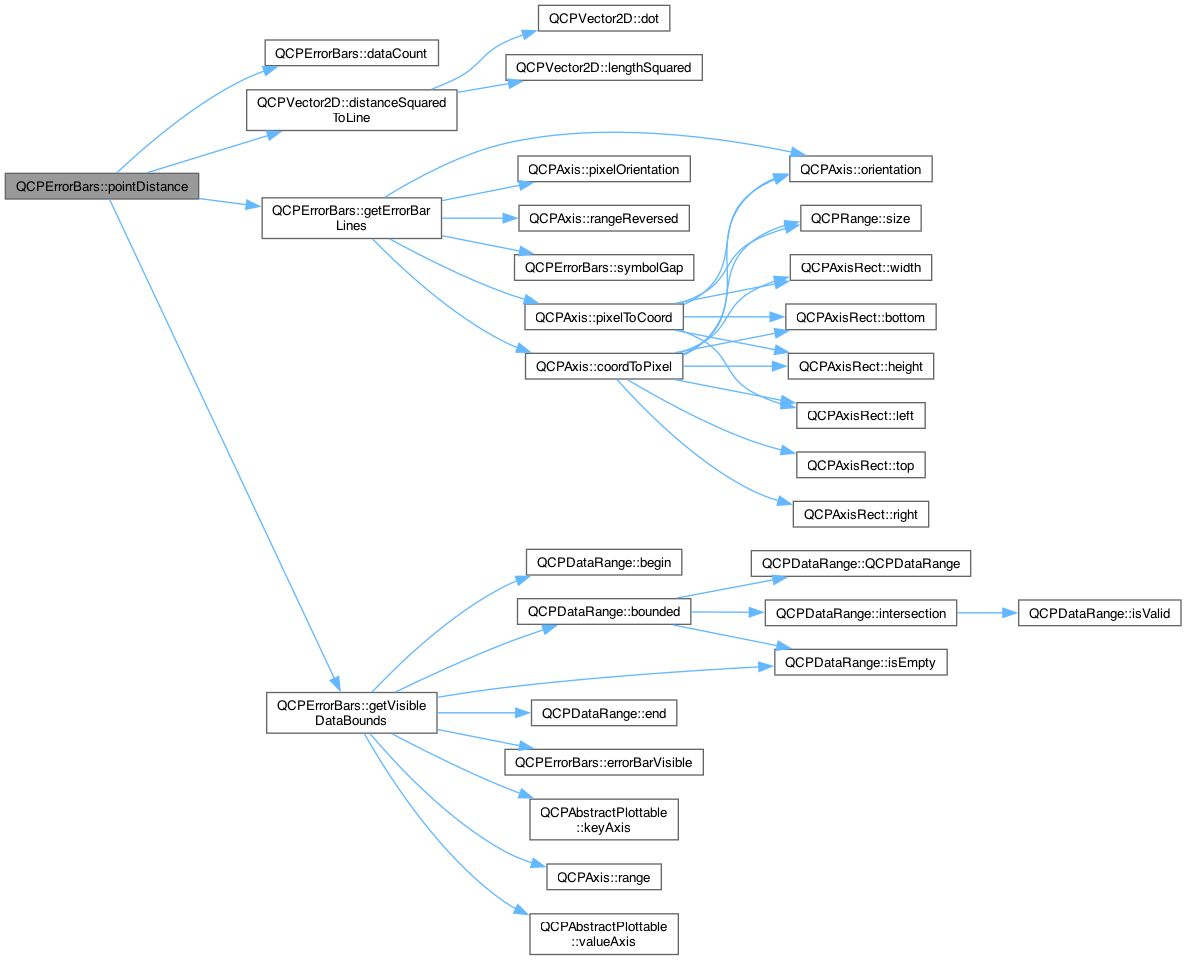 QCPErrorBars::pointDistance
QCPErrorBars::dataCount
QCPVector2D::distanceSquared
ToLine
QCPVector2D::dot
QCPVector2D::lengthSquared
QCPErrorBars::getErrorBar
Lines
QCPAxis::orientation
QCPAxis::pixelOrientation
QCPAxis::rangeReversed
QCPErrorBars::symbolGap
QCPAxis::pixelToCoord
QCPAxis::coordToPixel
QCPRange::size
QCPAxisRect::width
QCPAxisRect::bottom
QCPAxisRect::height
QCPAxisRect::left
QCPAxisRect::top
QCPAxisRect::right
QCPErrorBars::getVisible
DataBounds
QCPDataRange::begin
QCPDataRange::bounded
QCPDataRange::QCPDataRange
QCPDataRange::intersection
QCPDataRange::isValid
QCPDataRange::isEmpty
QCPDataRange::end
QCPErrorBars::errorBarVisible
QCPAbstractPlottable
::keyAxis
QCPAxis::range
QCPAbstractPlottable
::valueAxis